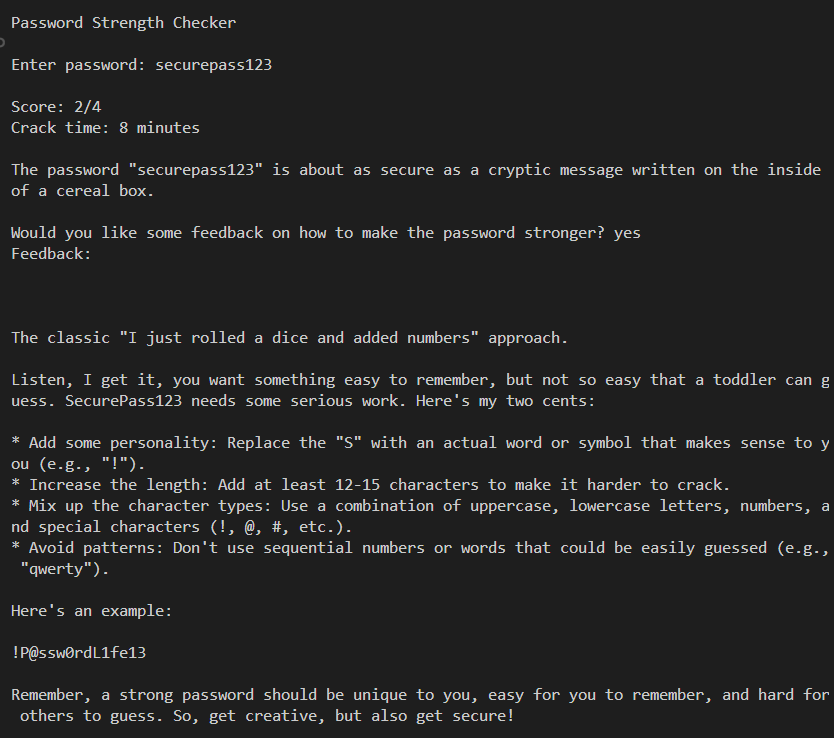 Password Strength Checker
Enter password: securepass123
Score: 2/4
Crack time: 8 minutes
The password "securepass123" is about as secure as a cryptic message written on the inside
of a cereal box.
Would you like some feedback on how to make the password stronger? yes
Feedback:
The classic "I just rolled a dice and added numbers" approach.
Listen, I get it, you want something easy to remember, but not so easy that a toddler can g
uess. SecurePass123 needs some serious work. Here's my two cents:
* Add some personality: Replace the "S" with an actual word or symbol that makes sense to y
ou (e.g., "!").
* Increase the length: Add at least 12-15 characters to make it harder to crack.
* Mix up the character types: Use a combination of uppercase, lowercase letters, numbers, a
nd special characters (!, @, #, etc.).
* Avoid patterns: Don't use sequential numbers or words that could be easily guessed (e.g.,
 "qwerty").
Here's an example:
!P@ssw0rdL1fe13
Remember, a strong password should be unique to you, easy for you to remember, and hard for
 others to guess. So, get creative, but also get secure!